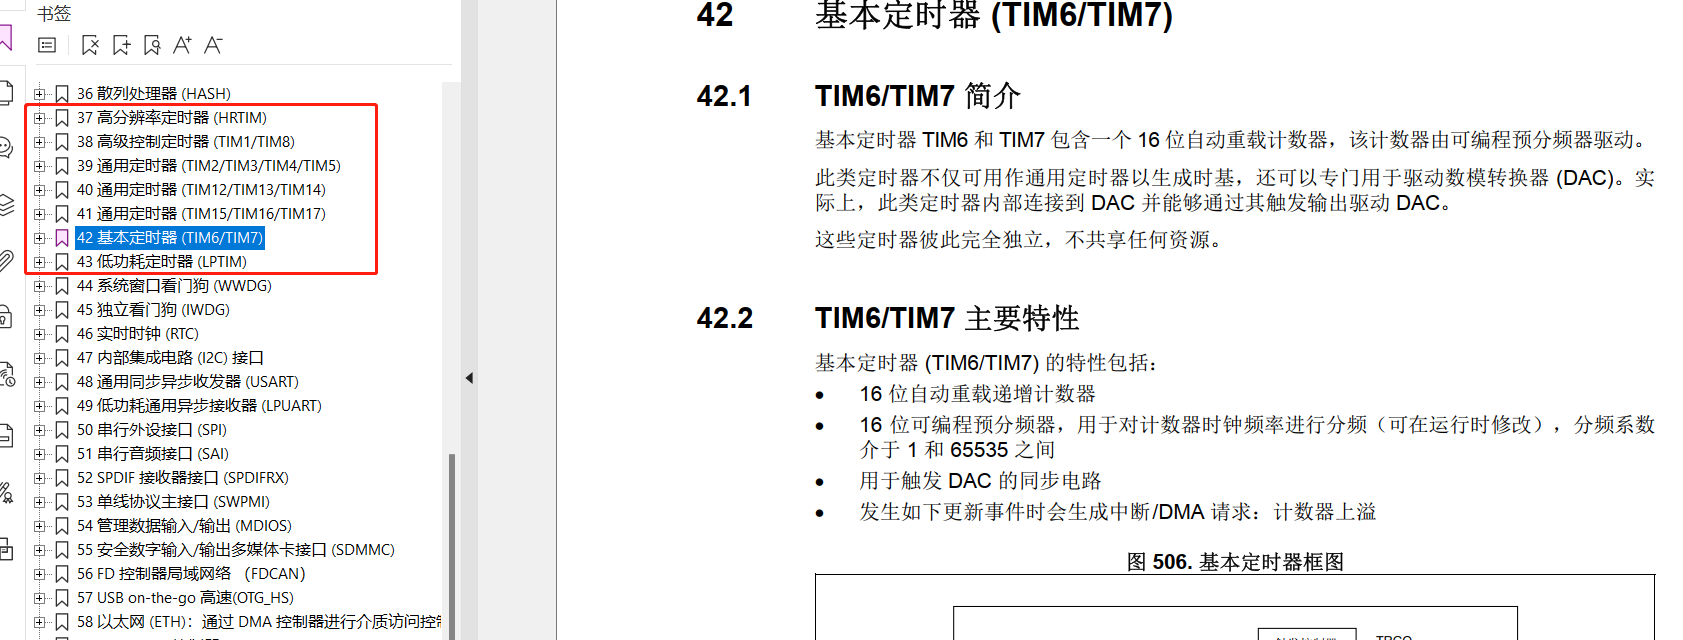 书签
36 散列处理器 (HASH)
37 高分辨率定时器 (HRTIM)
38 高级控制定时器 (TIM1/TIM8)
39 通用定时器 (TIM2/TIM3/TIM4/TIM5)
40 通用定时器 (TIM12/TIM13/TIM14)
41 通用定时器 (TIM15/TIM16/TIM17)
42 基本定时器 (TIM6/TIM7)
43 低功耗定时器 (LPTIM)
44 系统窗口看门狗 (WWDG)
45 独立看门狗 (IWDG)
46 实时时钟 (RTC)
47 内部集成电路 (I2C) 接口
48 通用同步异步收发器 (USART)
49 低功耗通用异步接收器 (LPUART)
50 串行外设接口 (SPI)
51 串行音频接口 (SAI)
52 SPDIF 接收器接口 (SPDIFRX)
53 单线协议主接口 (SWPMI)
54 管理数据输入/输出 (MDIOS)
55 安全数字输入/输出多媒体卡接口 (SDMMC)
56 FD 控制器局域网络 （FDCAN）
57 USB on-the-go 高速(OTG_HS)
58 以太网 (ETH)：通过 DMA 控制器进行介质访问控制
42 基本定时器 (TIM6/TIM7)
42.1 TIM6/TIM7 简介
基本定时器 TIM6 和 TIM7 包含一个 16 位自动重载计数器，该计数器由可编程预分频器驱动。
此类定时器不仅可用作通用定时器以生成时基，还可以专门用于驱动数模转换器 (DAC)。实
际上，此类定时器内部连接到 DAC 并能够通过其触发输出驱动 DAC。
这些定时器彼此完全独立，不共享任何资源。
42.2 TIM6/TIM7 主要特性
基本定时器 (TIM6/TIM7) 的特性包括：
• 16 位自动重载递增计数器
• 16 位可编程预分频器，用于对计数器时钟频率进行分频（可在运行时修改），分频系数
介于 1 和 65535 之间
• 用于触发 DAC 的同步电路
• 发生如下更新事件时会生成中断/DMA 请求：计数器上溢
图 506. 基本定时器框图